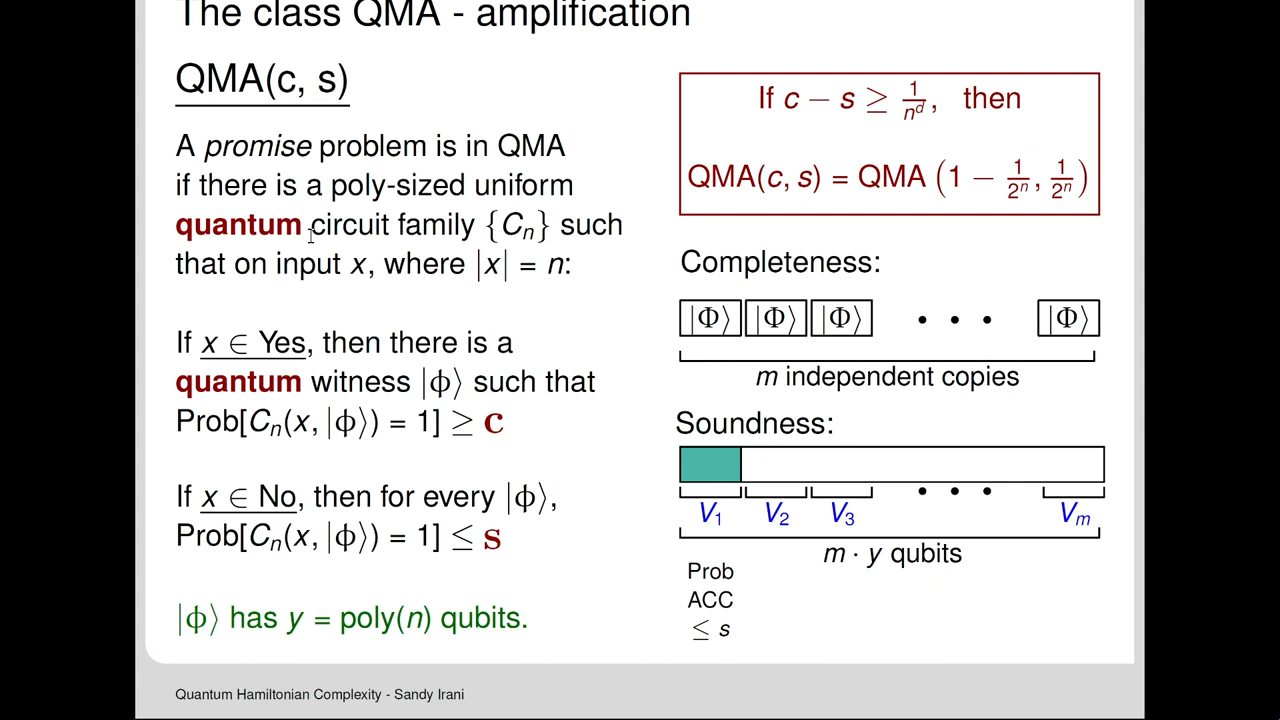 The class QMA - amplification
QMA(c, s)
A promise problem is in QMA
if there is a poly-sized uniform
quantum circuit family {Cₙ} such
that on input x, where |x| = n:
If x ∈ Yes, then there is a
quantum witness |ϕ⟩ such that
Prob[Cₙ(x, |ϕ⟩) = 1] ≥ c
If x ∈ No, then for every |ϕ⟩,
Prob[Cₙ(x, |ϕ⟩) = 1] ≤ s
|ϕ⟩ has y = poly(n) qubits.
If c − s ≥ 1/n^d, then
QMA(c, s) = QMA (1 − 1/2ⁿ, 1/2ⁿ)
Completeness:
|Φ⟩ |Φ⟩ |Φ⟩ • • • |Φ⟩
m independent copies
Soundness:
V₁ V₂ V₃ • • • Vₘ
m · y qubits
Prob
ACC
≤ s
Quantum Hamiltonian Complexity - Sandy Irani